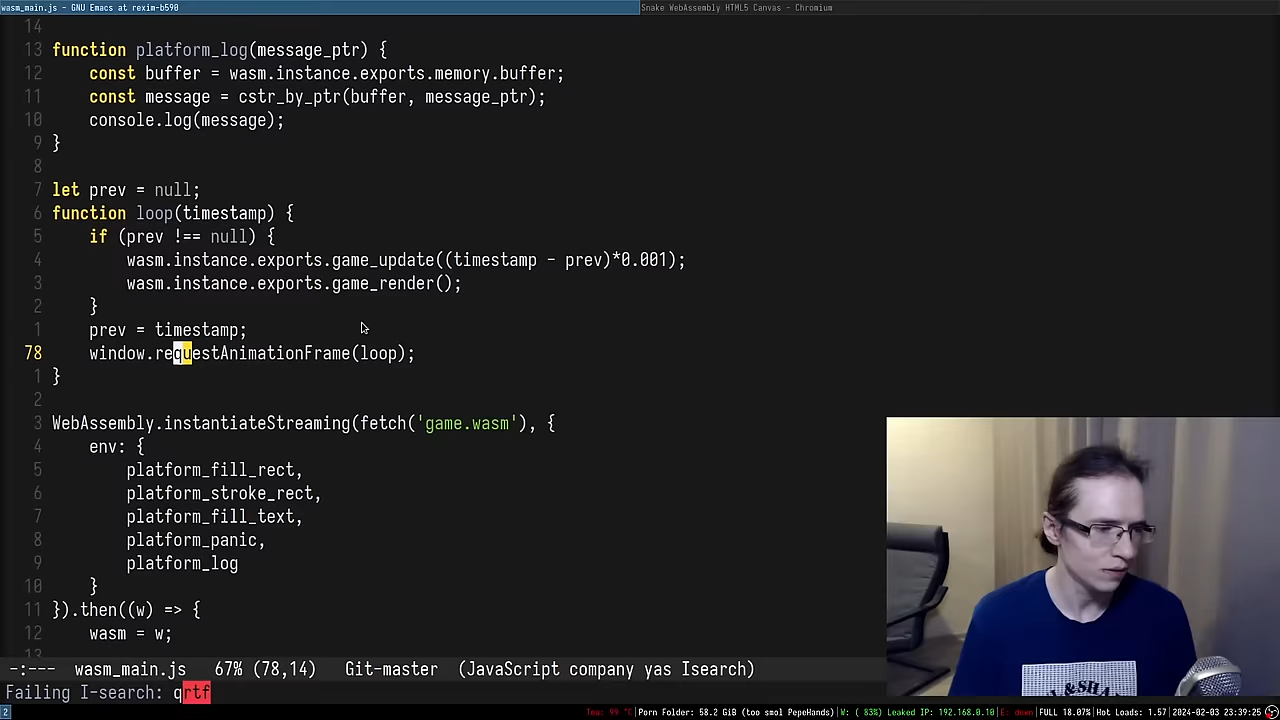 wasm_main.js - GNU Emacs at rexim-b590
Snake WebAssembly HTML5 Canvas - Chromium
14
13 function platform_log(message_ptr) {
12     const buffer = wasm.instance.exports.memory.buffer;
11     const message = cstr_by_ptr(buffer, message_ptr);
10     console.log(message);
9 }
8
7 let prev = null;
6 function loop(timestamp) {
5     if (prev !== null) {
4         wasm.instance.exports.game_update((timestamp - prev)*0.001);
3         wasm.instance.exports.game_render();
2     }
1     prev = timestamp;
78     window.requestAnimationFrame(loop);
1 }
2
3 WebAssembly.instantiateStreaming(fetch('game.wasm'), {
4     env: {
5         platform_fill_rect,
6         platform_stroke_rect,
7         platform_fill_text,
8         platform_panic,
9         platform_log
10     }
11 }).then((w) => {
12     wasm = w;
13
-:--- wasm_main.js 67% (78,14) Git-master (JavaScript company yas Isearch)
Failing I-search: qrtf
2
Tew: 99 °C|Porn Folder: 58.2 GiB (too smol PepeHands)|W: ( 83%) Leaked IP: 192.168.0.10|E: down|FULL 18.07%|Hot Loads: 1.57|2024-02-03 23:39:25